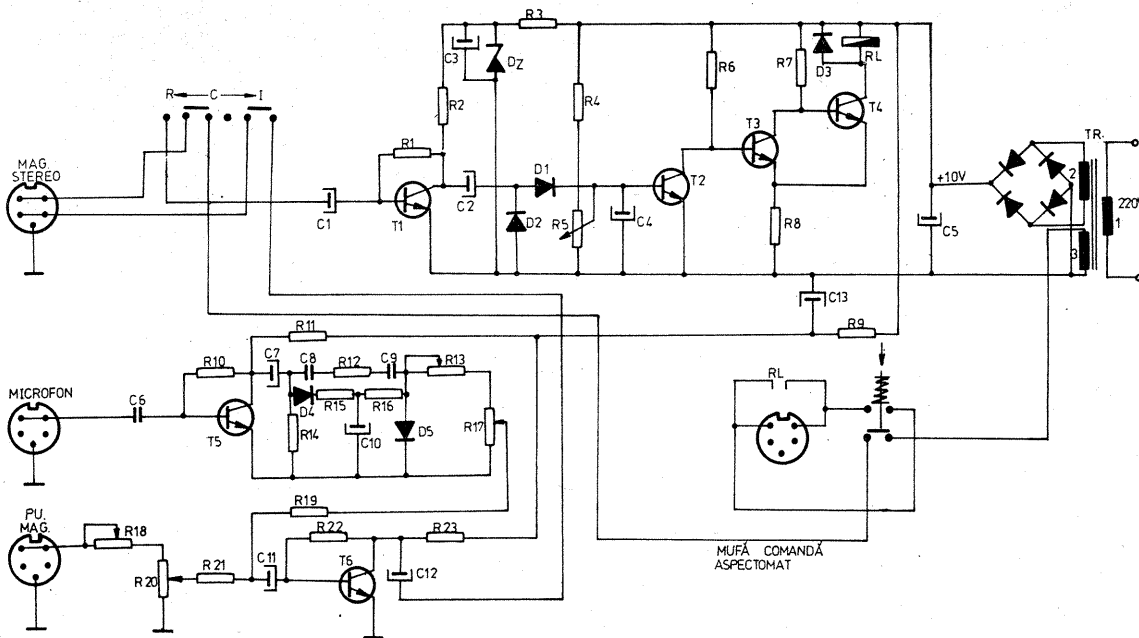 R3
C3
DZ
R2
R4
R6
R7
D3
RL
R C I
MAG.
STEREO
R1
T1
C1
C2
D1
D2
R5
C4
T2
T3
T4
R8
+10V
C5
TR.
2
3
1
220V
C13
R9
R11
MICROFON
C6
R10
T5
C7
C8
R12
C9
R13
D4
R15
R16
R14
C10
D5
R17
RL
MUFĂ COMANDĂ
ASPECTOMAT
PU.
MAG.
R18
R20
R21
R19
C11
R22
T6
R23
C12